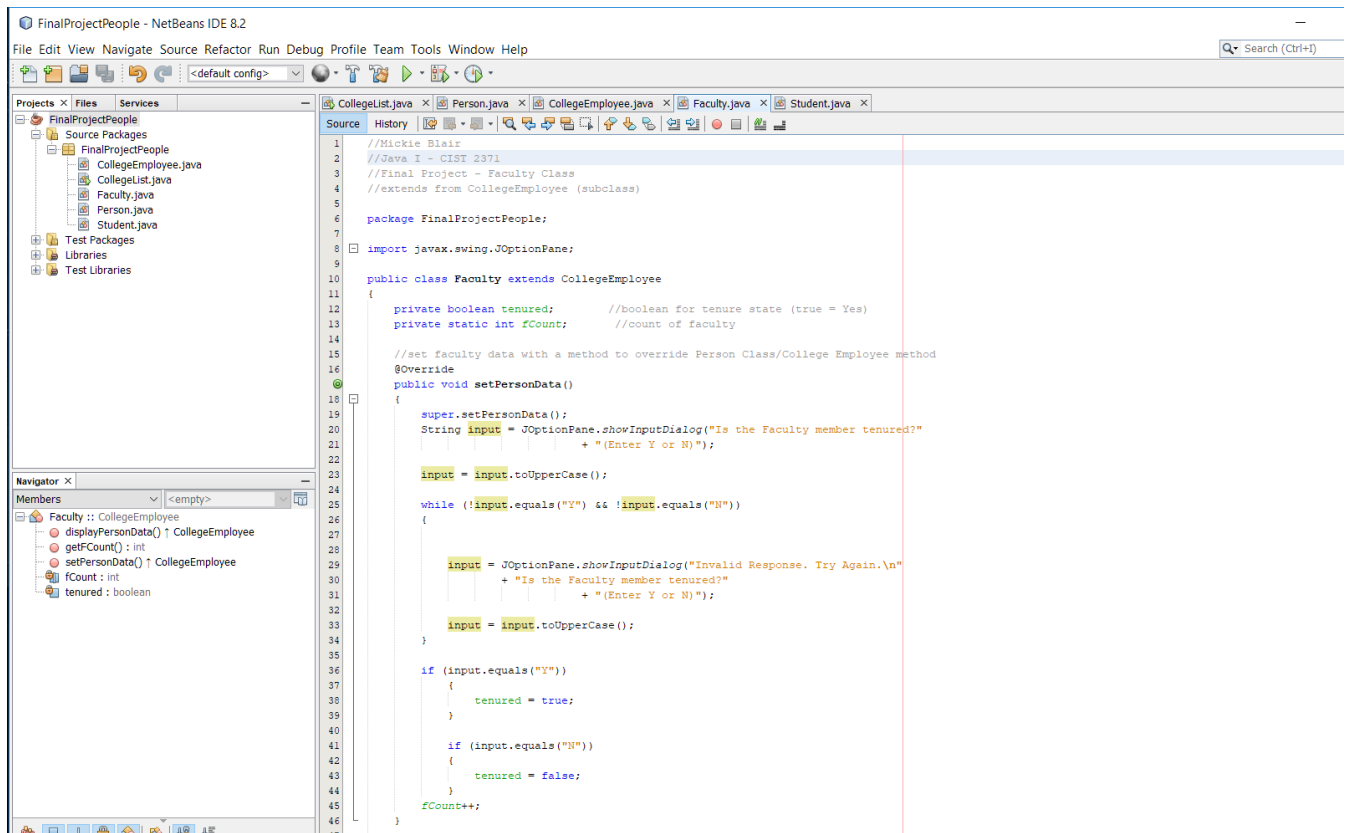 FinalProjectPeople - NetBeans IDE 8.2
File Edit View Navigate Source Refactor Run Debug Profile Team Tools Window Help
Search (Ctrl+I)
<default config>
Projects × Files Services
FinalProjectPeople
Source Packages
FinalProjectPeople
CollegeEmployee.java
CollegeList.java
Faculty.java
Person.java
Student.java
Test Packages
Libraries
Test Libraries
Navigator ×
Members <empty>
Faculty :: CollegeEmployee
displayPersonData() ↑ CollegeEmployee
getFCount() : int
setPersonData() ↑ CollegeEmployee
fCount : int
tenured : boolean
CollegeList.java × Person.java × CollegeEmployee.java × Faculty.java × Student.java ×
Source History
1 //Mickie Blair
2 //Java I - CIST 2371
3 //Final Project - Faculty Class
4 //extends from CollegeEmployee (subclass)
5
6 package FinalProjectPeople;
7
8 import javax.swing.JOptionPane;
9
10 public class Faculty extends CollegeEmployee
11 {
12 private boolean tenured; //boolean for tenure state (true = Yes)
13 private static int fCount; //count of faculty
14
15 //set faculty data with a method to override Person Class/College Employee method
16 @Override
public void setPersonData()
18 {
19 super.setPersonData();
20 String input = JOptionPane.showInputDialog("Is the Faculty member tenured?"
21 + "(Enter Y or N)");
22
23 input = input.toUpperCase();
24
25 while (!input.equals("Y") && !input.equals("N"))
26 {
27
28
29 input = JOptionPane.showInputDialog("Invalid Response. Try Again.\n"
30 + "Is the Faculty member tenured?"
31 + "(Enter Y or N)");
32
33 input = input.toUpperCase();
34 }
35
36 if (input.equals("Y"))
37 {
38 tenured = true;
39 }
40
41 if (input.equals("N"))
42 {
43 tenured = false;
44 }
45 fCount++;
46 }